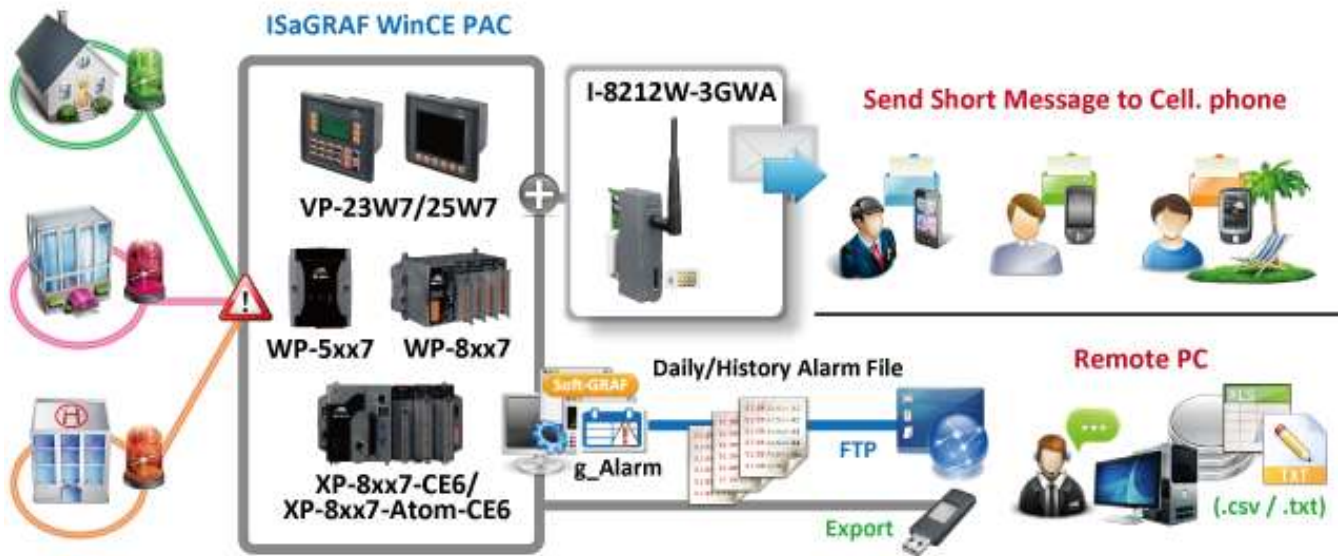 ISaGRAF WinCE PAC
I-8212W-3GWA
Send Short Message to Cell. phone
VP-23W7/25W7
WP-5xx7
WP-8xx7
XP-8xx7-CE6/
XP-8xx7-Atom-CE6
Soft-GRAF
g_Alarm
Daily/History Alarm File
FTP
Export
Remote PC
XLS
TXT
(.csv / .txt)
H
!